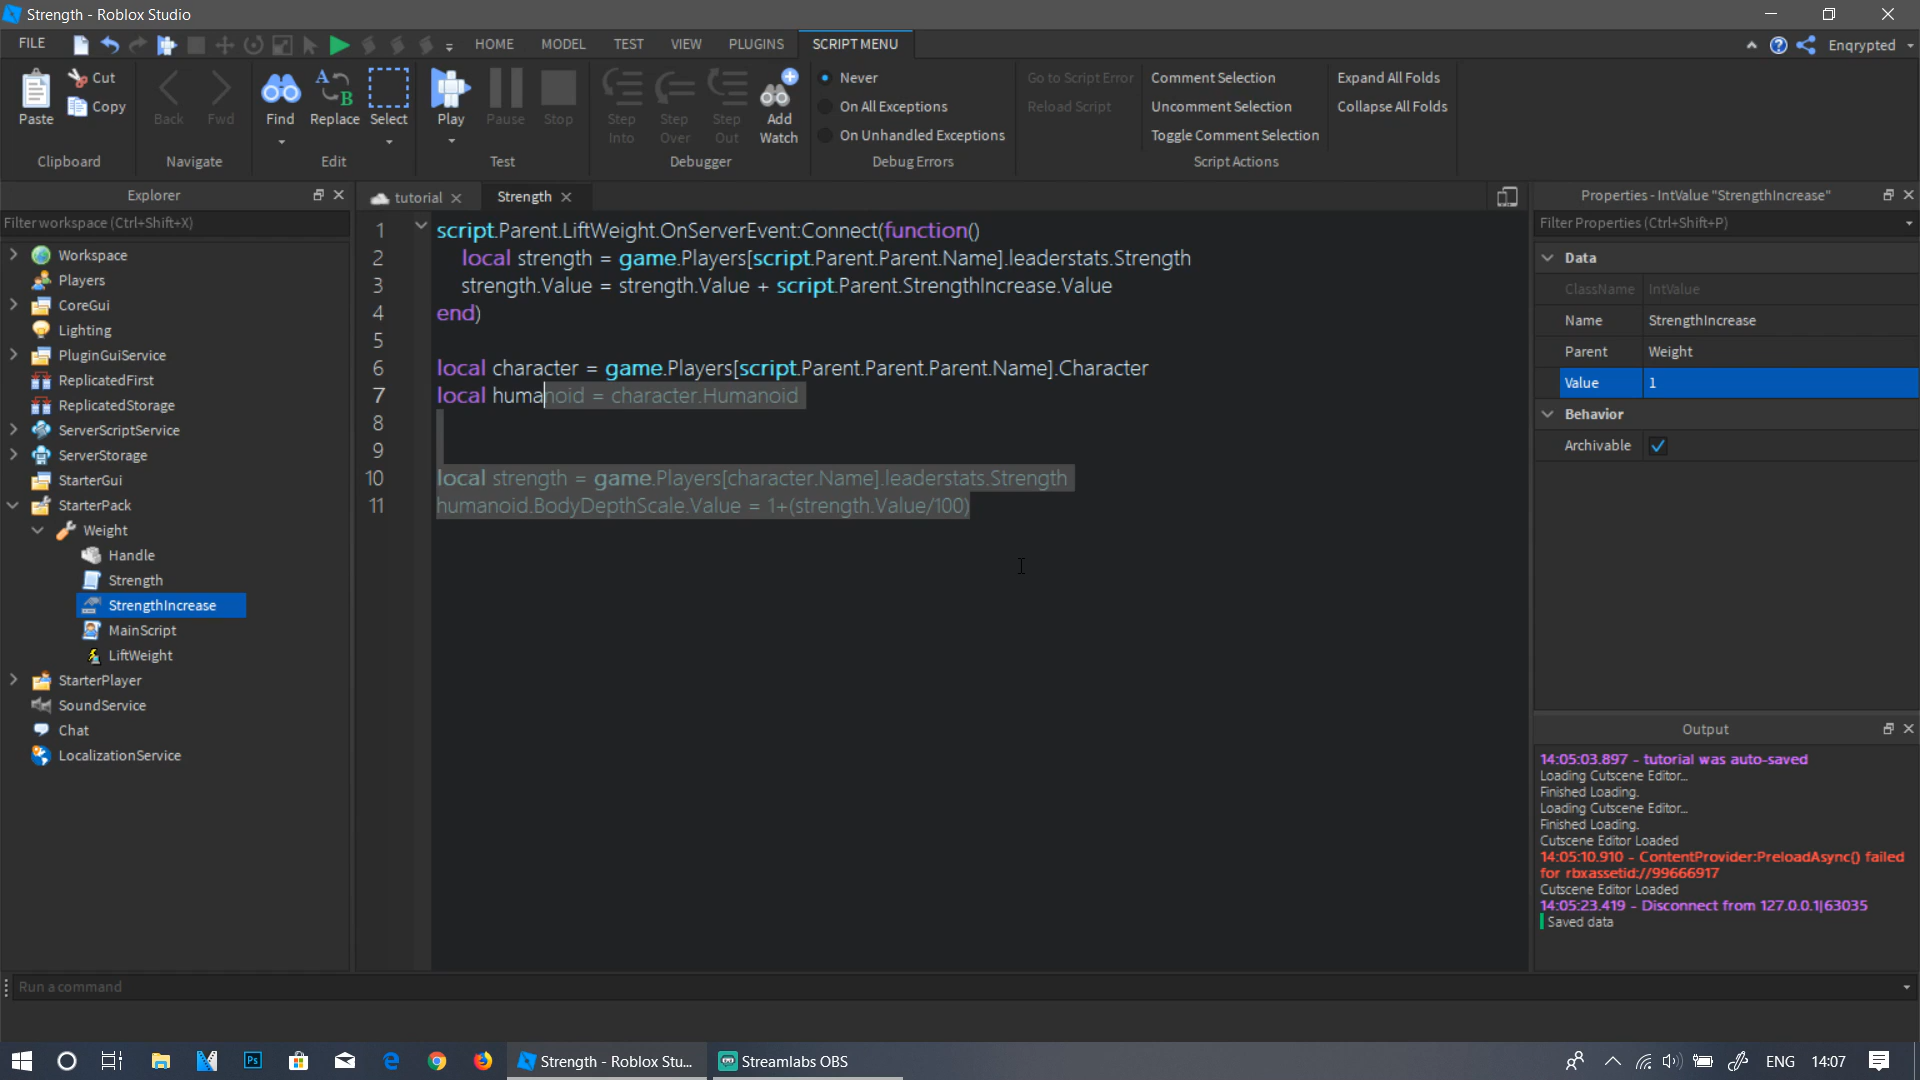 Strength - Roblox Studio
FILE
HOME
MODEL
TEST
VIEW
PLUGINS
SCRIPT MENU
Enqrypted
Paste
Cut
Copy
Clipboard
Back
Fwd
Navigate
Find
Replace
Select
Edit
Play
Pause
Stop
Test
Step Into
Step Over
Step Out
Add Watch
Debugger
Never
On All Exceptions
On Unhandled Exceptions
Debug Errors
Go to Script Error
Reload Script
Comment Selection
Uncomment Selection
Toggle Comment Selection
Script Actions
Expand All Folds
Collapse All Folds
Explorer
Filter workspace (Ctrl+Shift+X)
Workspace
Players
CoreGui
Lighting
PluginGuiService
ReplicatedFirst
ReplicatedStorage
ServerScriptService
ServerStorage
StarterGui
StarterPack
Weight
Handle
Strength
StrengthIncrease
MainScript
LiftWeight
StarterPlayer
SoundService
Chat
LocalizationService
tutorial
Strength
1 script.Parent.LiftWeight.OnServerEvent:Connect(function()
2 local strength = game.Players[script.Parent.Parent.Name].leaderstats.Strength
3 strength.Value = strength.Value + script.Parent.StrengthIncrease.Value
4 end)
5
6 local character = game.Players[script.Parent.Parent.Parent.Name].Character
7 local humanoid = character.Humanoid
8
9
10 local strength = game.Players[character.Name].leaderstats.Strength
11 humanoid.BodyDepthScale.Value = 1+(strength.Value/100)
Properties - IntValue "StrengthIncrease"
Filter Properties (Ctrl+Shift+P)
Data
ClassName IntValue
Name StrengthIncrease
Parent Weight
Value 1
Behavior
Archivable
Output
14:05:03.897 - tutorial was auto-saved
Loading Cutscene Editor...
Finished Loading.
Loading Cutscene Editor...
Finished Loading.
Cutscene Editor Loaded
14:05:10.910 - ContentProvider:PreloadAsync() failed
for rbxassetid://99666917
Cutscene Editor Loaded
14:05:23.419 - Disconnect from 127.0.0.1|63035
Saved data
Run a command
Ps
Strength - Roblox Stu...
Streamlabs OBS
ENG
14:07